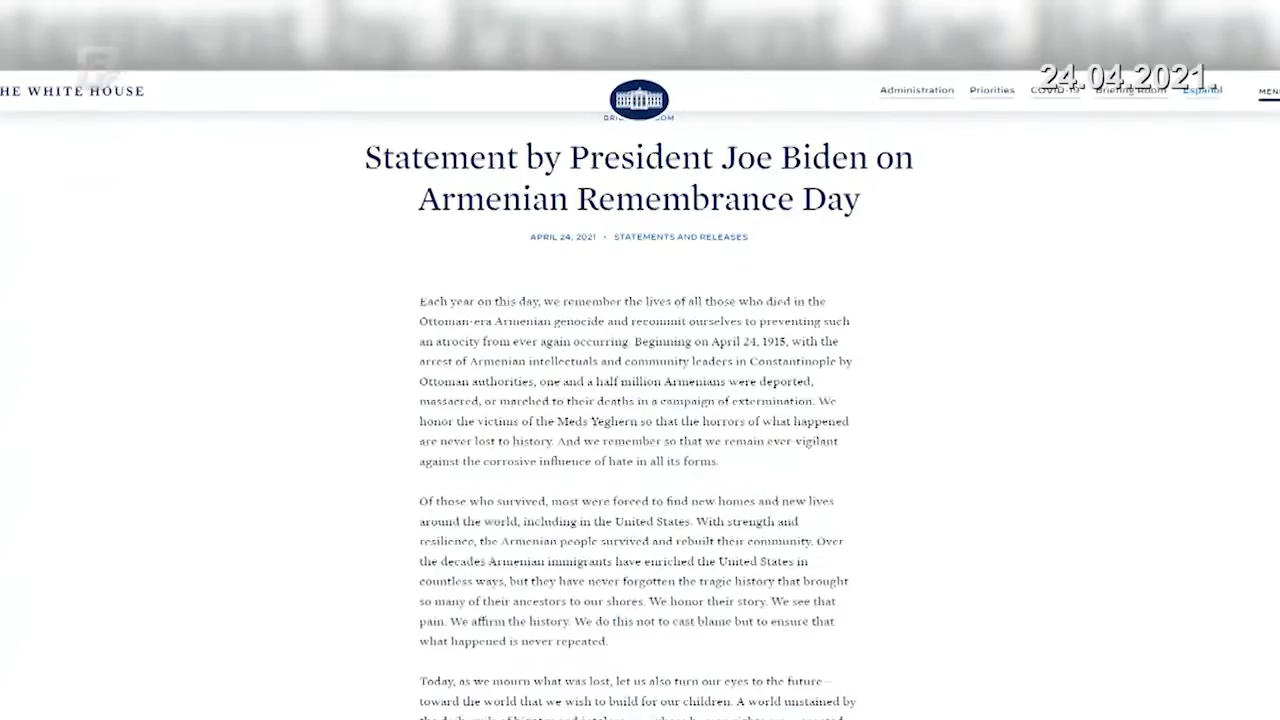 tement by President Joe Biden
24.04.2021.
HE WHITE HOUSE
Administration Priorities COVID-19 Briefing Room Español MENU
Statement by President Joe Biden on
Armenian Remembrance Day
APRIL 24, 2021 • STATEMENTS AND RELEASES
Each year on this day, we remember the lives of all those who died in the
Ottoman-era Armenian genocide and recommit ourselves to preventing such
an atrocity from ever again occurring. Beginning on April 24, 1915, with the
arrest of Armenian intellectuals and community leaders in Constantinople by
Ottoman authorities, one and a half million Armenians were deported,
massacred, or marched to their deaths in a campaign of extermination. We
honor the victims of the Meds Yeghern so that the horrors of what happened
are never lost to history. And we remember so that we remain ever-vigilant
against the corrosive influence of hate in all its forms.
Of those who survived, most were forced to find new homes and new lives
around the world, including in the United States. With strength and
resilience, the Armenian people survived and rebuilt their community. Over
the decades Armenian immigrants have enriched the United States in
countless ways, but they have never forgotten the tragic history that brought
so many of their ancestors to our shores. We honor their story. We see that
pain. We affirm the history. We do this not to cast blame but to ensure that
what happened is never repeated.
Today, as we mourn what was lost, let us also turn our eyes to the future—
toward the world that we wish to build for our children. A world unstained by